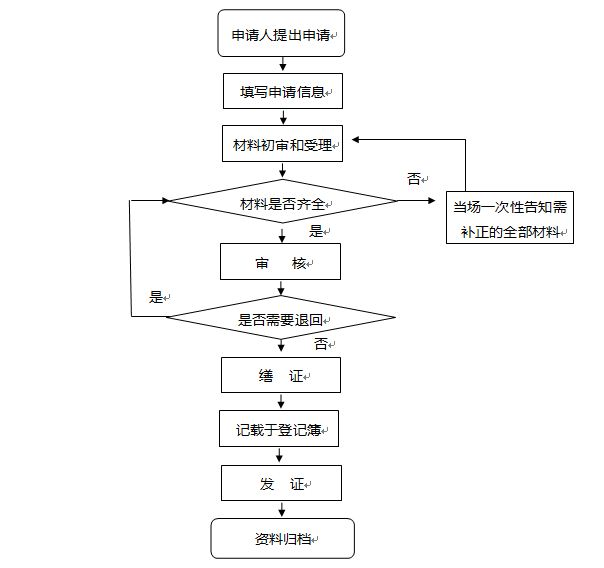 申请人提出申请
填写申请信息
材料初审和受理
否
材料是否齐全
当场一次性告知需
补正的全部材料
是
审 核
是
是否需要退回
否
缮 证
记载于登记簿
发 证
资料归档